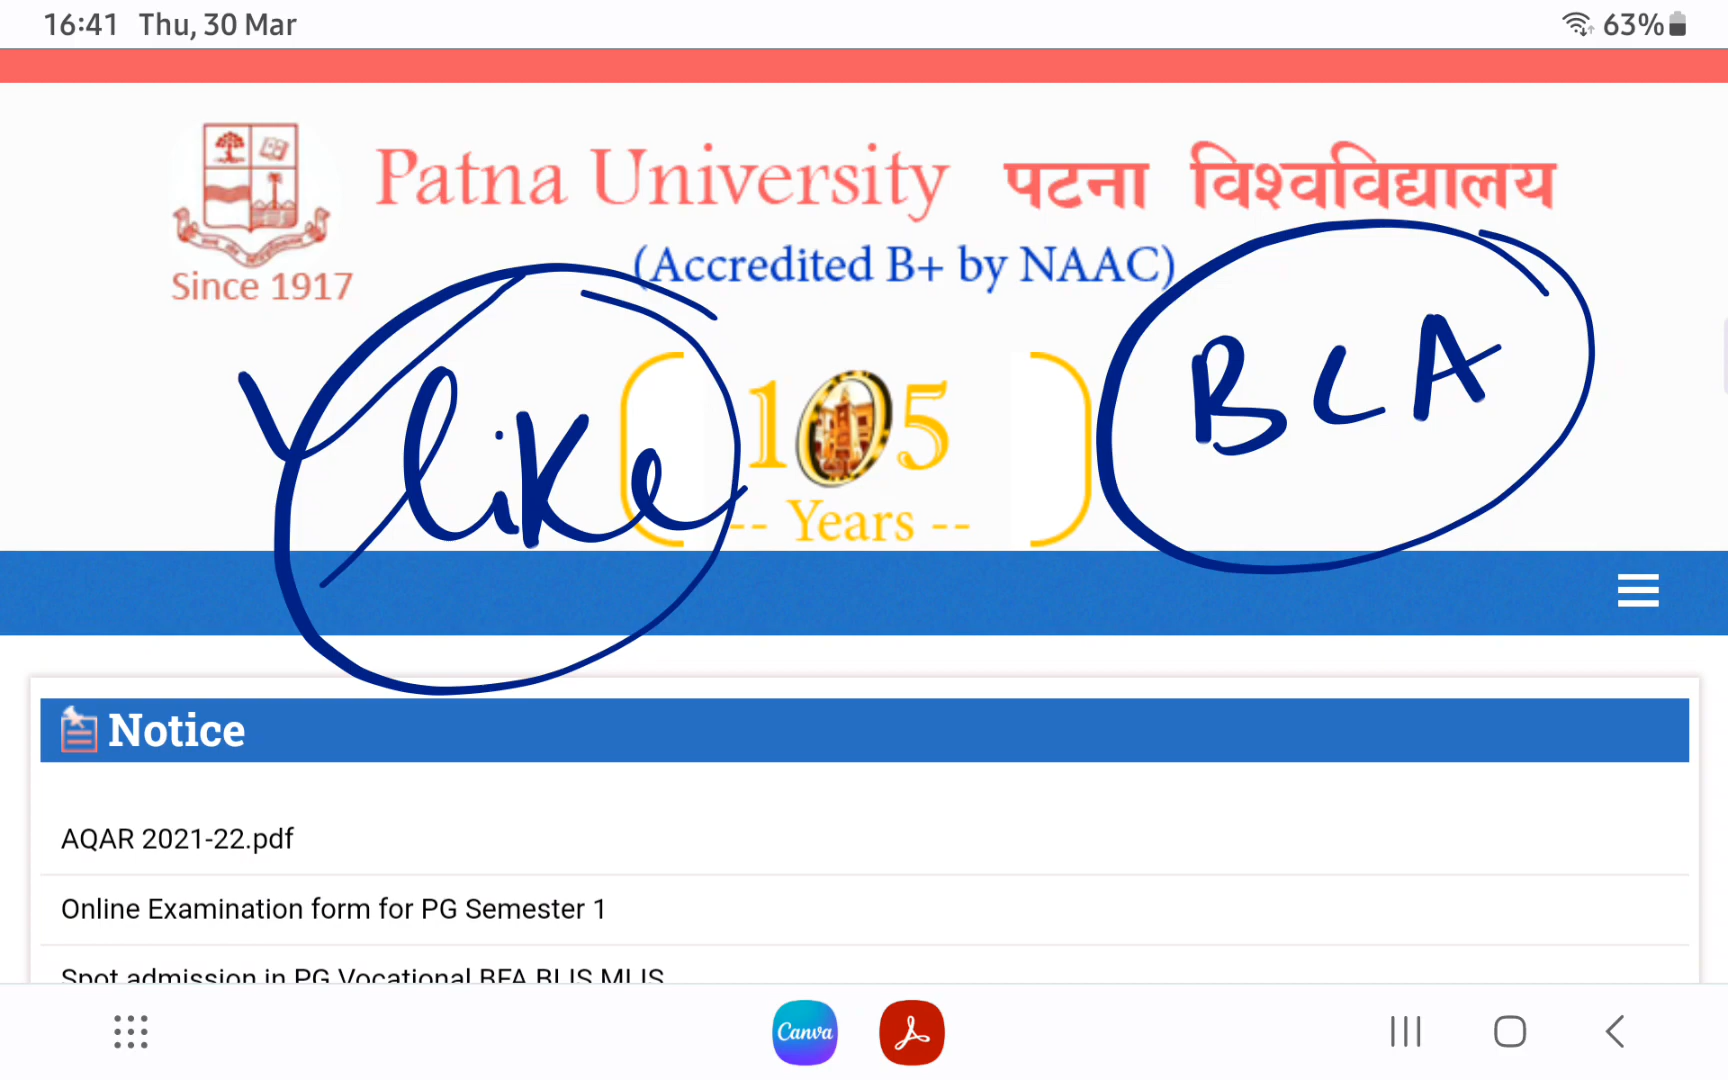 16:41 Thu, 30 Mar 63%
Patna University पटना विश्वविद्यालय
(Accredited B+ by NAAC)
Since 1917
like
105
BCA
-- Years --
Notice
AQAR 2021-22.pdf
Online Examination form for PG Semester 1
Spot admission in PG Vocational BFA BLIS MLIS
Canva